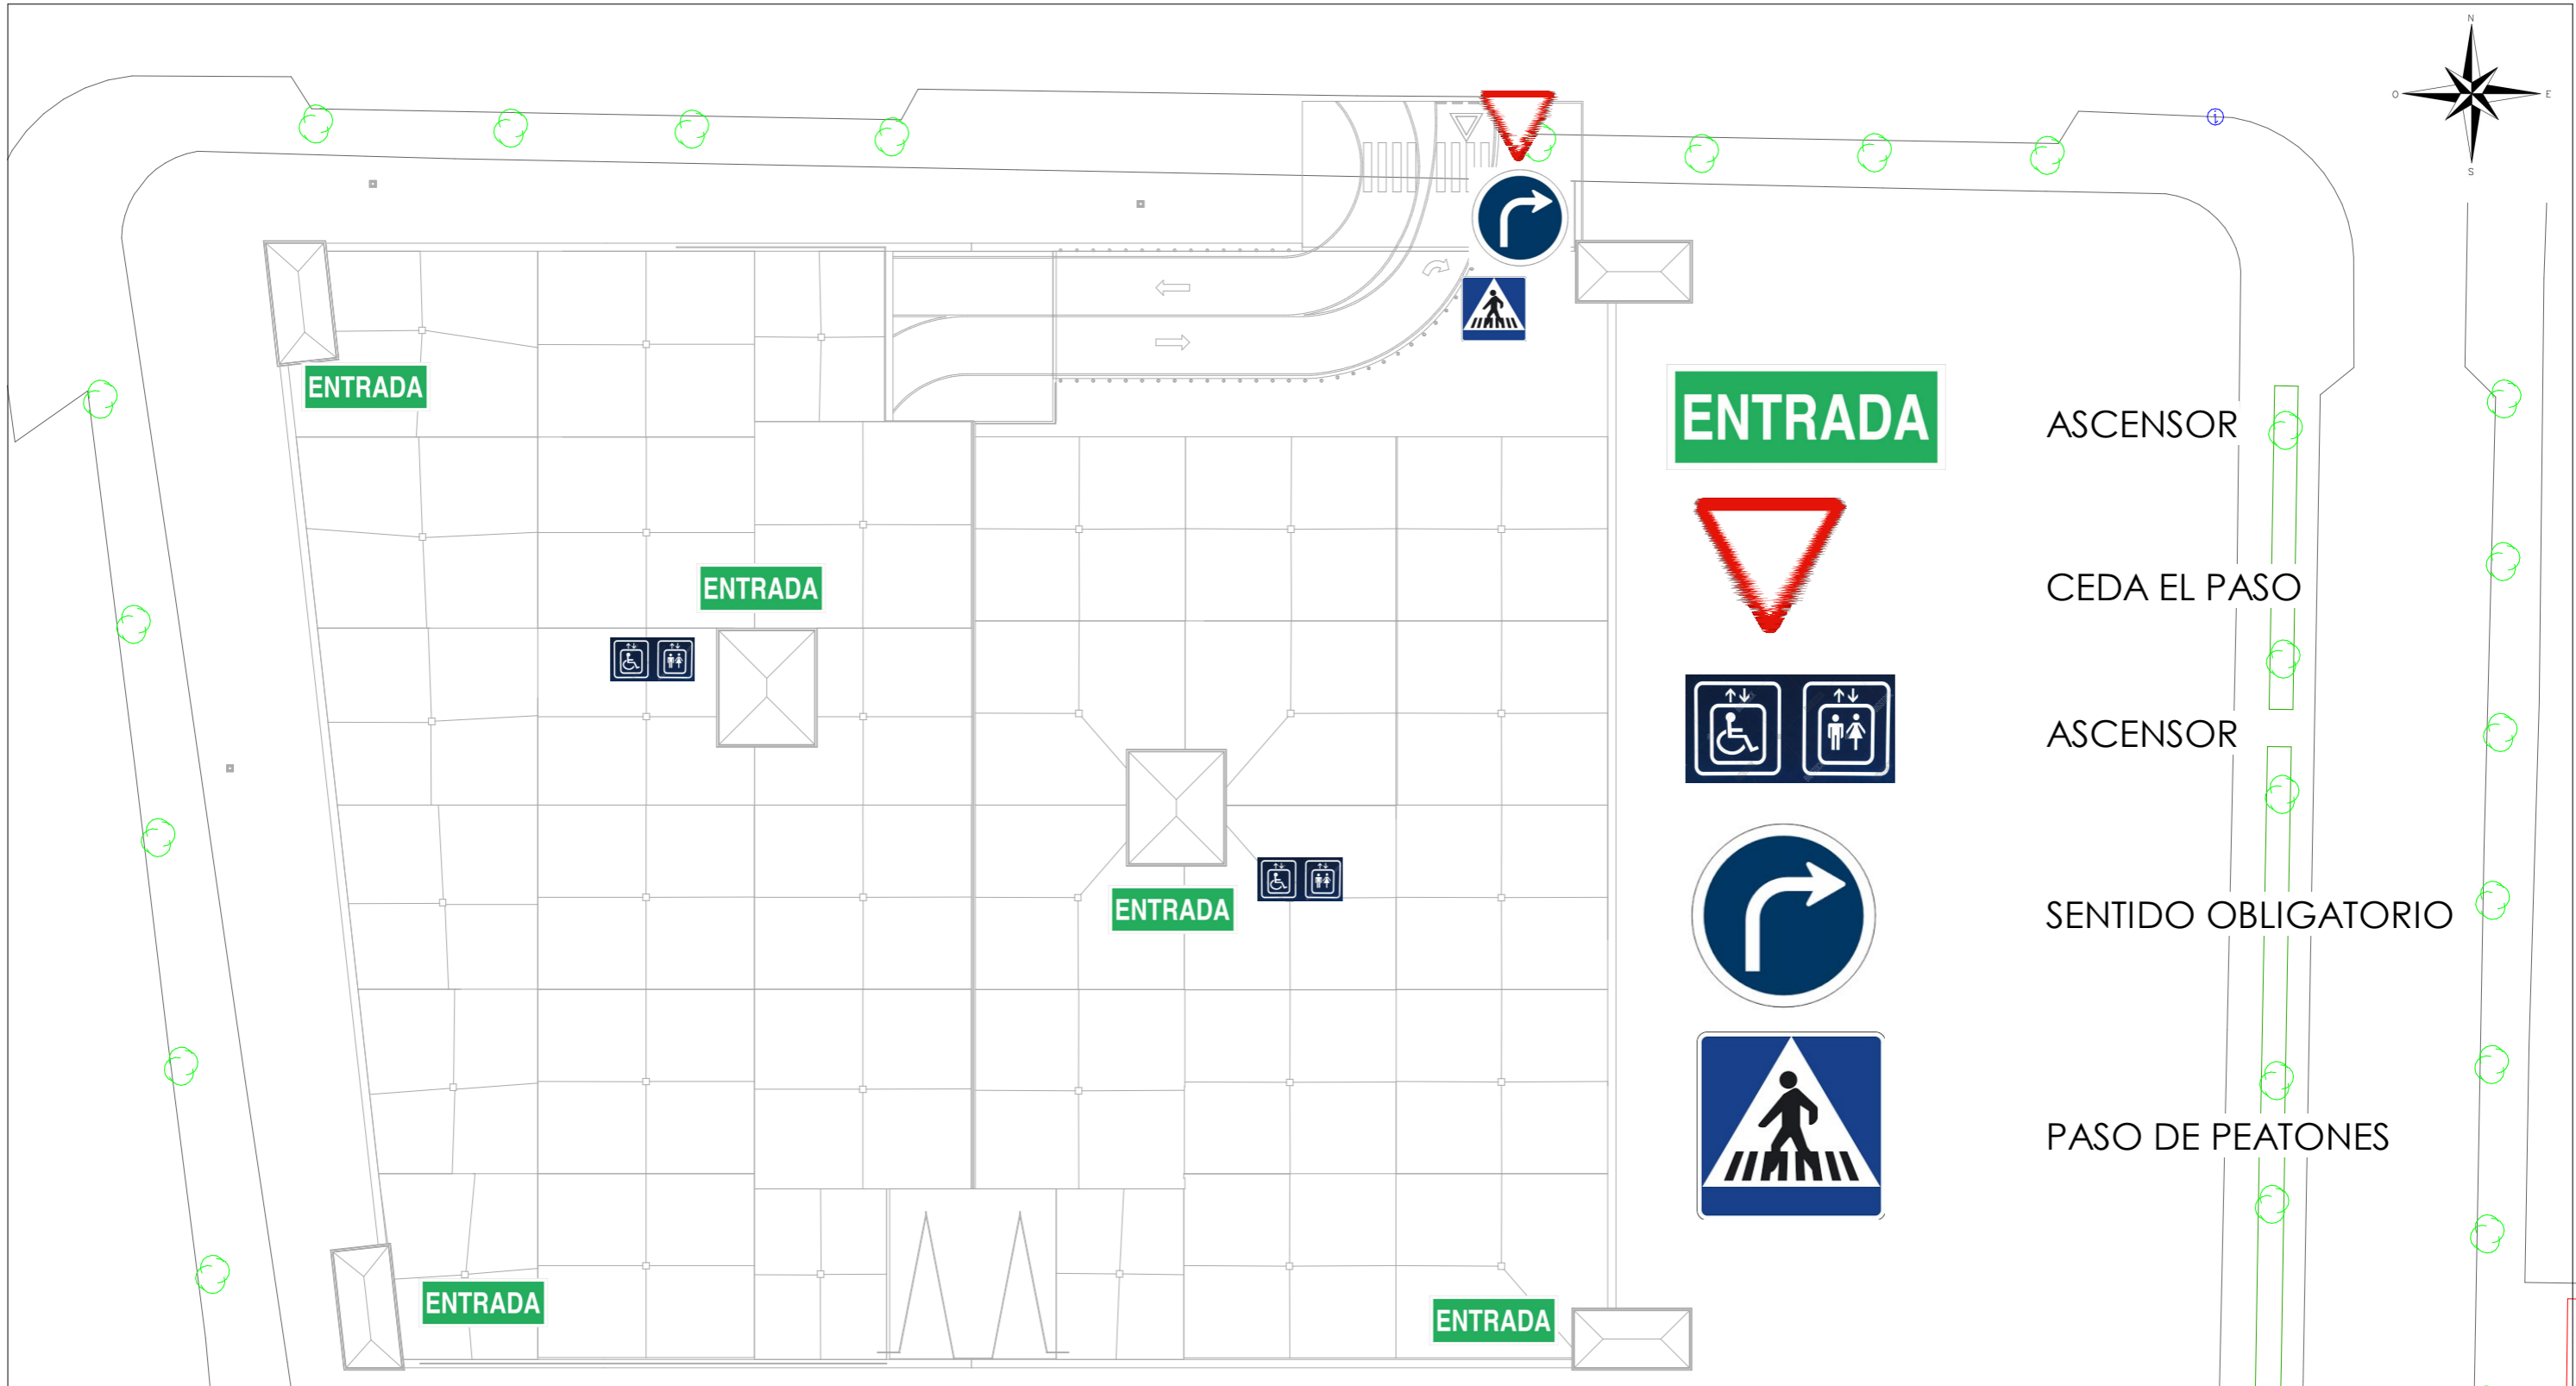 N
O
E
S
ENTRADA
ENTRADA
ASCENSOR
ENTRADA
CEDA EL PASO
ASCENSOR
ENTRADA
SENTIDO OBLIGATORIO
PASO DE PEATONES
ENTRADA
ENTRADA